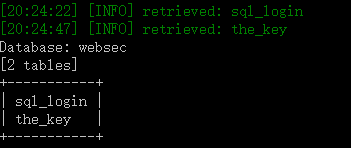 [20:24:22] [INFO] retrieved: sql_login
[20:24:47] [INFO] retrieved: the_key
Database: websec
[2 tables]
+-----------+
| sql_login |
| the_key   |
+-----------+